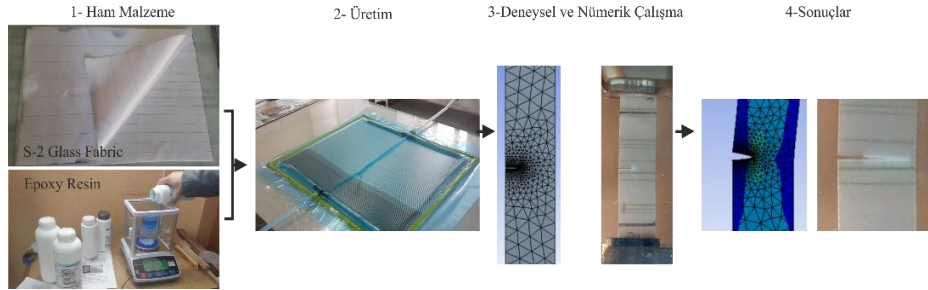 1- Ham Malzeme
2- Üretim
3-Deneysel ve Nümerik Çalışma
4-Sonuçlar
S-2 Glass Fabric
Epoxy Resin